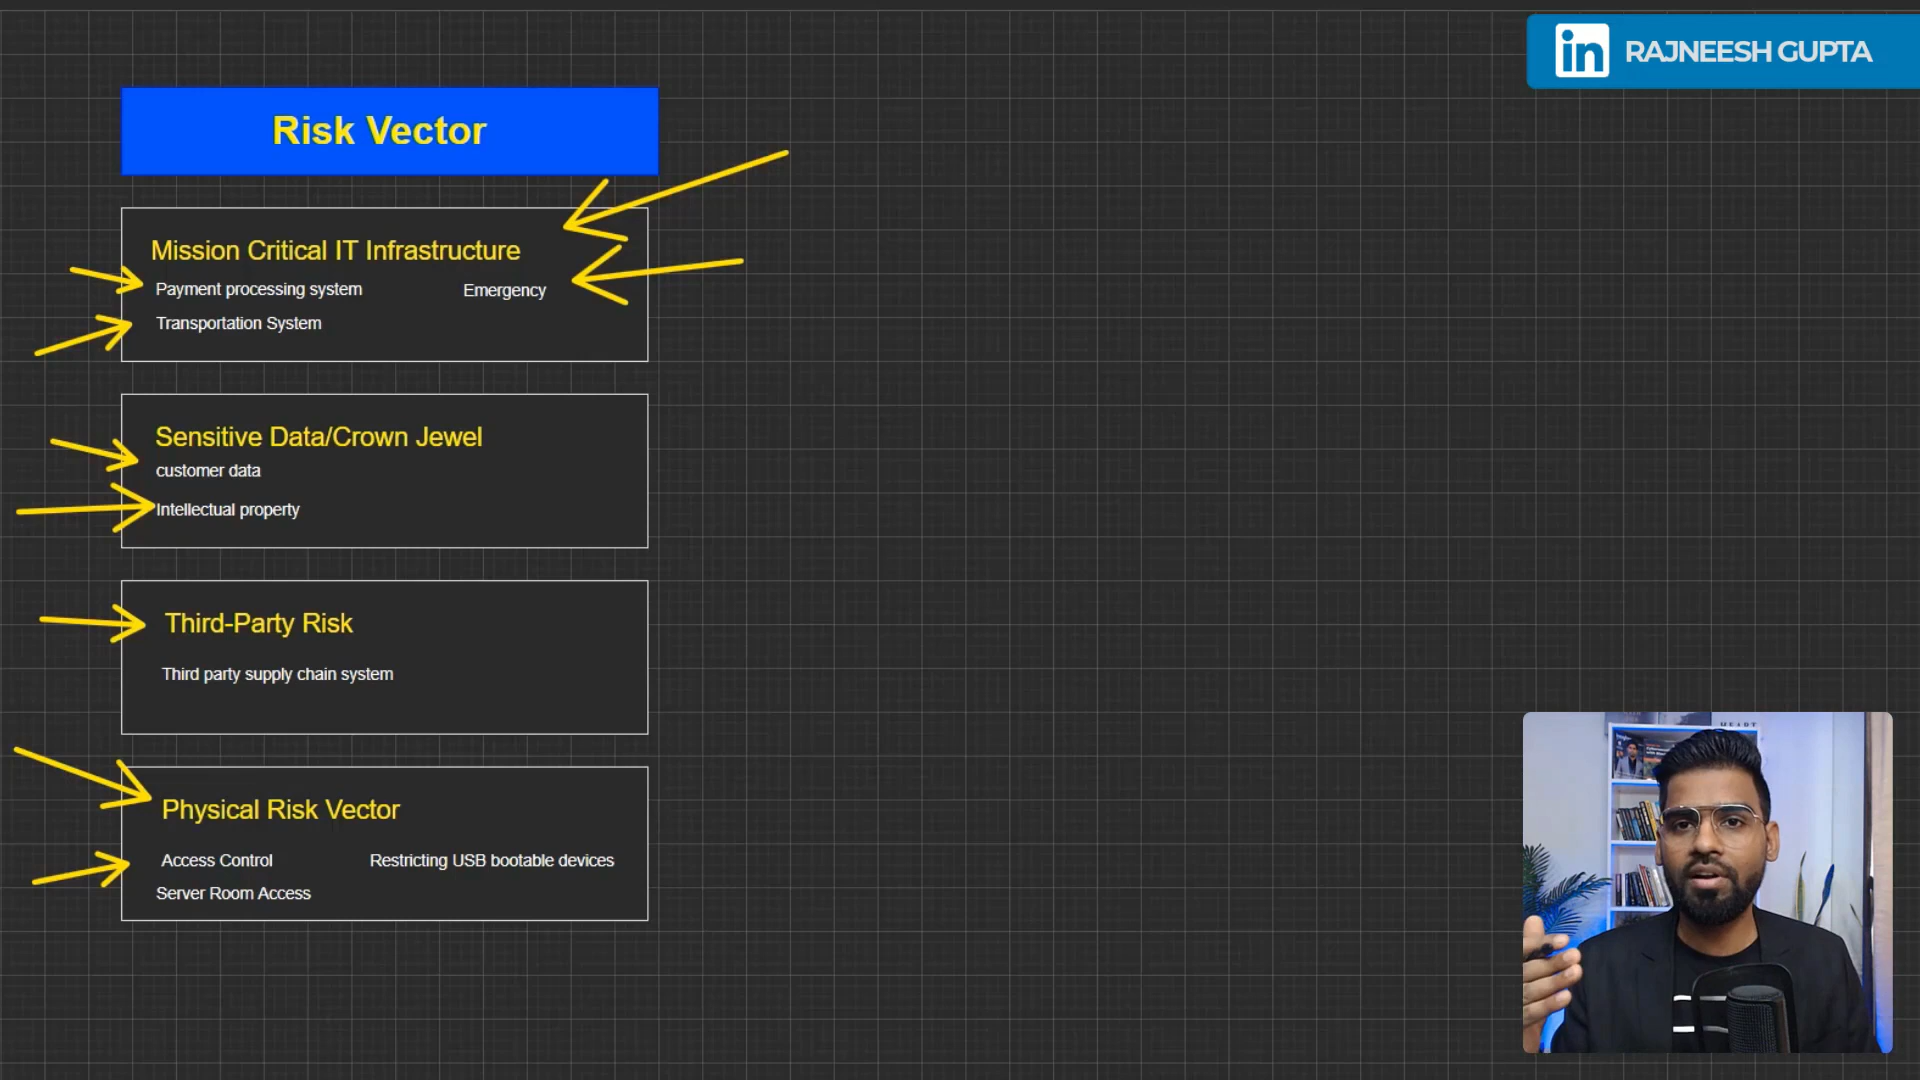 in RAJNEESH GUPTA
Risk Vector
Mission Critical IT Infrastructure
Payment processing system
Emergency
Transportation System
Sensitive Data/Crown Jewel
customer data
Intellectual property
Third-Party Risk
Third party supply chain system
Physical Risk Vector
Access Control
Restricting USB bootable devices
Server Room Access
HEART